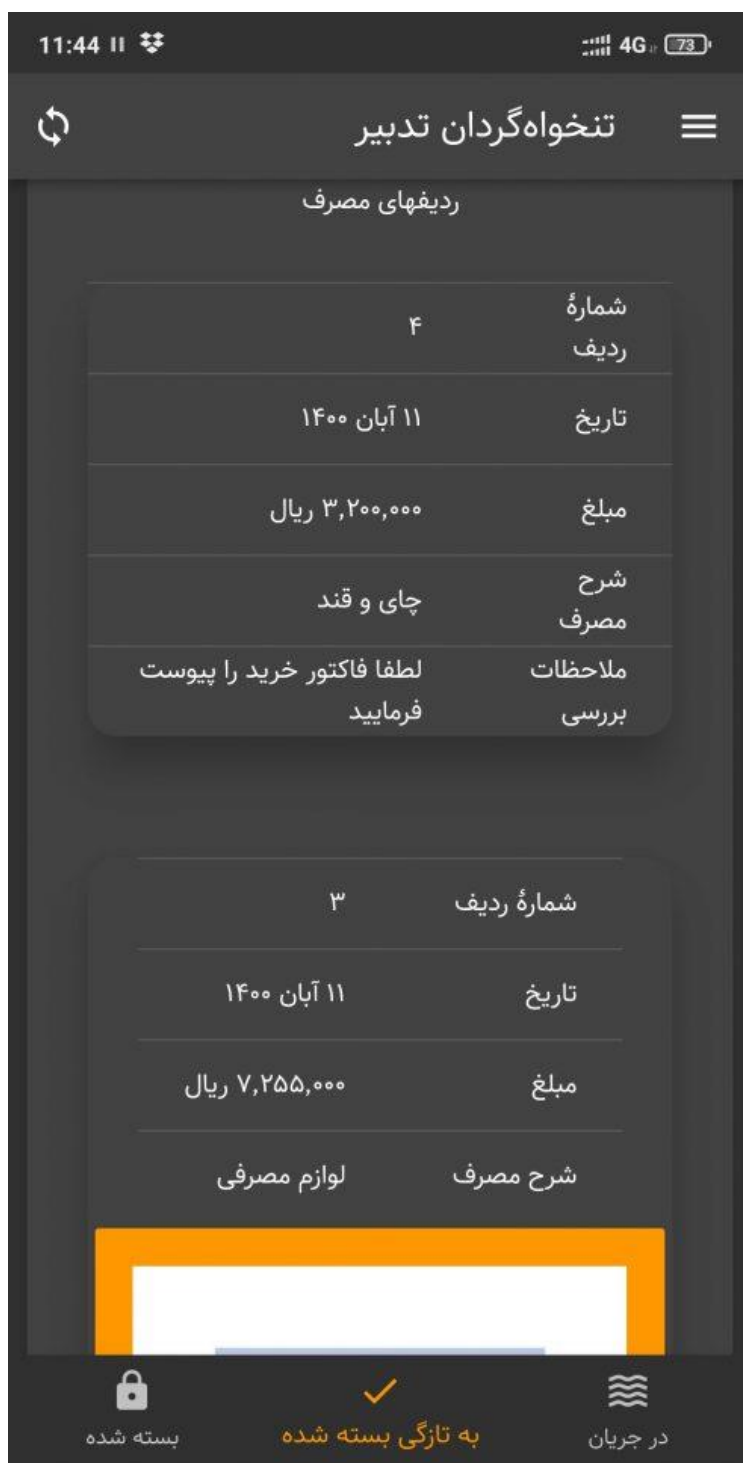 11:44
4G 73
تنخواه‌گردان تدبیر
ردیفهای مصرف
شمارهٔ ردیف ۴
تاریخ ۱۱ آبان ۱۴۰۰
مبلغ ۳,۲۰۰,۰۰۰ ریال
شرح مصرف چای و قند
ملاحظات بررسی لطفا فاکتور خرید را پیوست فرمایید
شمارهٔ ردیف ۳
تاریخ ۱۱ آبان ۱۴۰۰
مبلغ ۷,۲۵۵,۰۰۰ ریال
شرح مصرف لوازم مصرفی
در جریان به تازگی بسته شده بسته شده